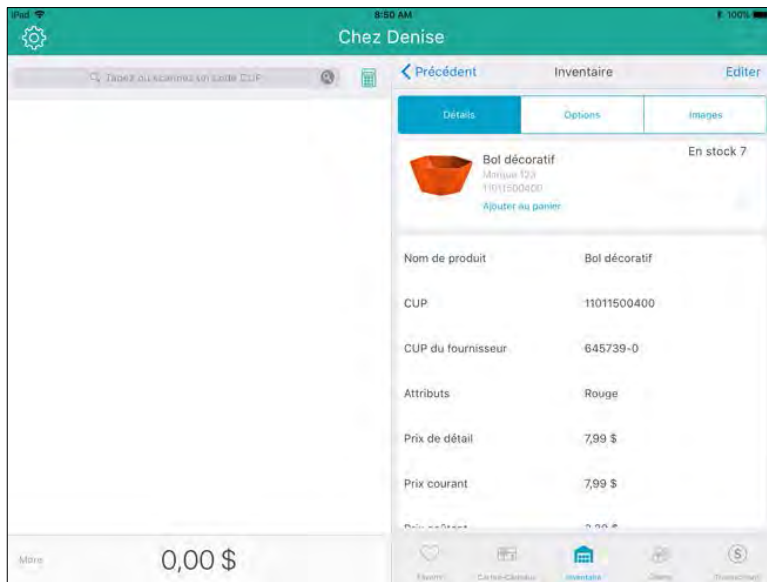 iPad
8:50 AM
100%
Chez Denise
Tapez ou scannez un code CUP
Précédent
Inventaire
Editer
Détails
Options
Images
Bol décoratif
En stock 7
Marque 123
11011500400
Ajouter au panier
Nom de produit
Bol décoratif
CUP
11011500400
CUP du fournisseur
645739-0
Attributs
Rouge
Prix de détail
7,99 $
Prix courant
7,99 $
More
0,00 $
Favoris
Cartes-Cadeaux
Inventaire
Transactions